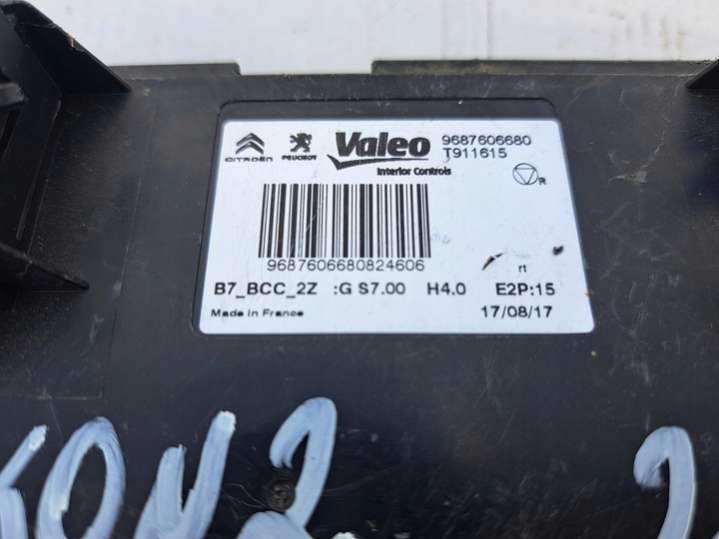 CITROËN PEUGEOT Valeo 9687606680
T911615
Interior Controls
R
9687606680824606
rt
B7_BCC_2Z :G S7.00 H4.0 E2P:15
Made in France 17/08/17